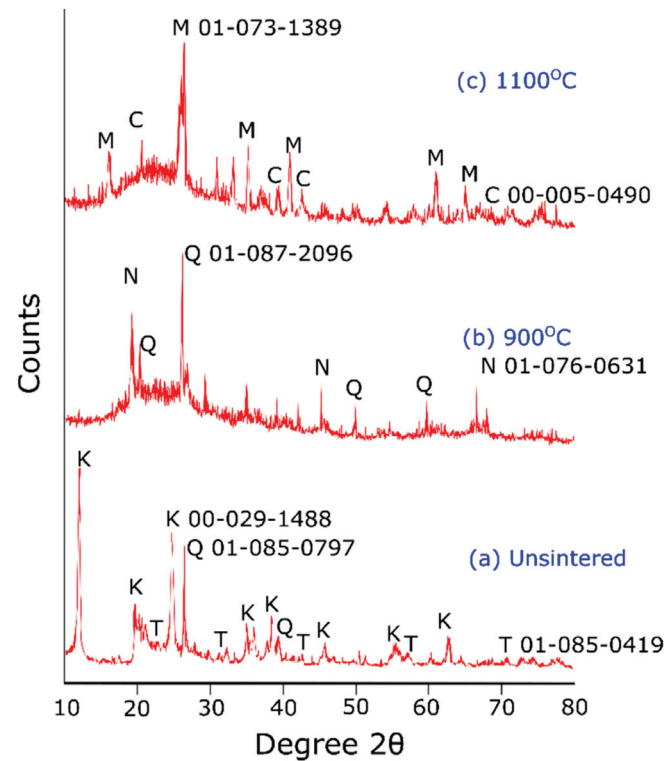 M 01-073-1389
(c) 1100°C
C
M
M
M
C
C
M
M
C 00-005-0490
Q 01-087-2096
N
Q
(b) 900°C
N
Q
Q
N 01-076-0631
Counts
K
K 00-029-1488
Q 01-085-0797
(a) Unsintered
K
T
T
K
K
Q
T
K
K
T
K
T 01-085-0419
10 20 30 40 50 60 70 80
Degree 2θ